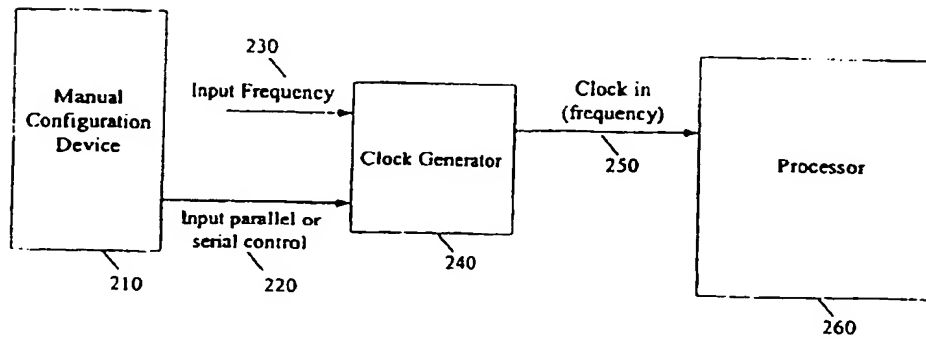 230
Input Frequency
Manual
Configuration
Device
Clock in
(frequency)
250
Clock Generator
Processor
Input parallel or
serial control
210
220
240
260